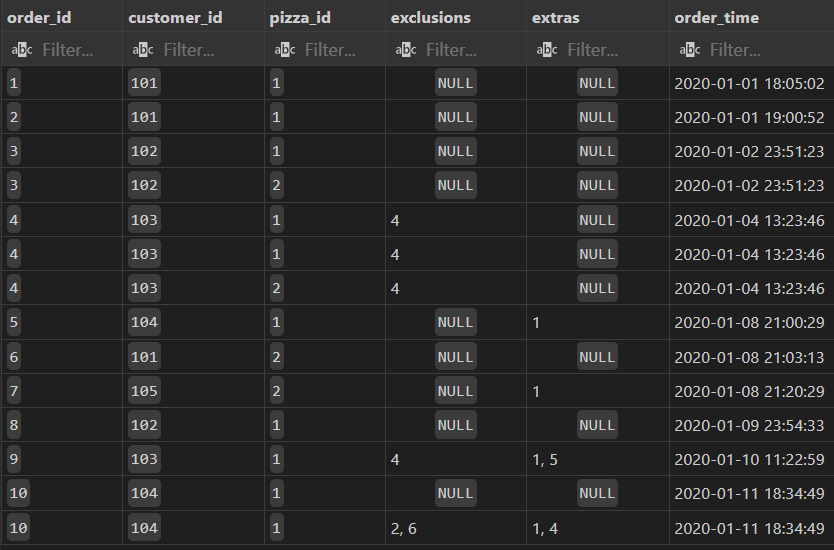 order_id customer_id pizza_id exclusions extras order_time
abc Filter... abc Filter... abc Filter... abc Filter... abc Filter... abc Filter...
1 101 1 NULL NULL 2020-01-01 18:05:02
2 101 1 NULL NULL 2020-01-01 19:00:52
3 102 1 NULL NULL 2020-01-02 23:51:23
3 102 2 NULL NULL 2020-01-02 23:51:23
4 103 1 4 NULL 2020-01-04 13:23:46
4 103 1 4 NULL 2020-01-04 13:23:46
4 103 2 4 NULL 2020-01-04 13:23:46
5 104 1 NULL 1 2020-01-08 21:00:29
6 101 2 NULL NULL 2020-01-08 21:03:13
7 105 2 NULL 1 2020-01-08 21:20:29
8 102 1 NULL NULL 2020-01-09 23:54:33
9 103 1 4 1, 5 2020-01-10 11:22:59
10 104 1 NULL NULL 2020-01-11 18:34:49
10 104 1 2, 6 1, 4 2020-01-11 18:34:49